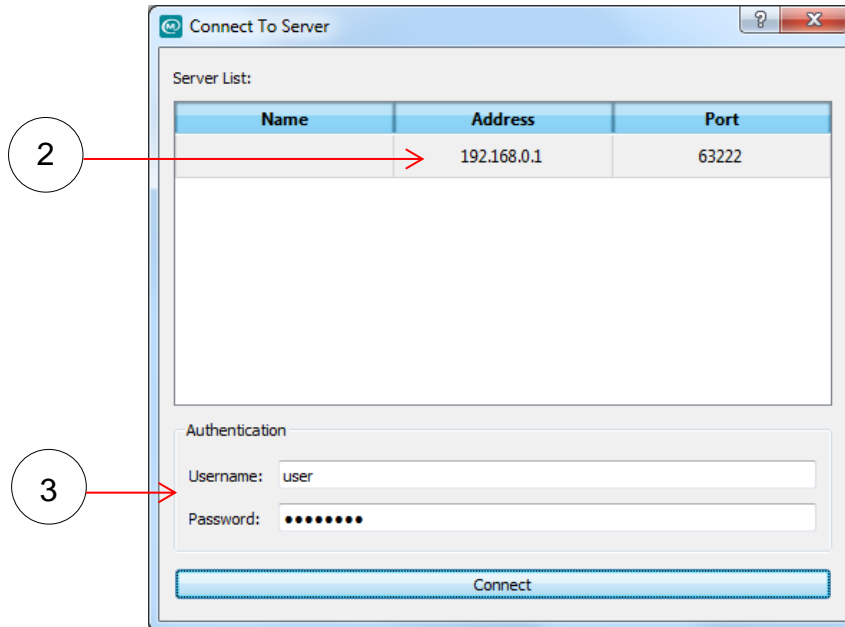 Connect To Server
Server List:
Name Address Port
2
192.168.0.1 63222
Authentication
Username: user
3
Password: ••••••••
Connect